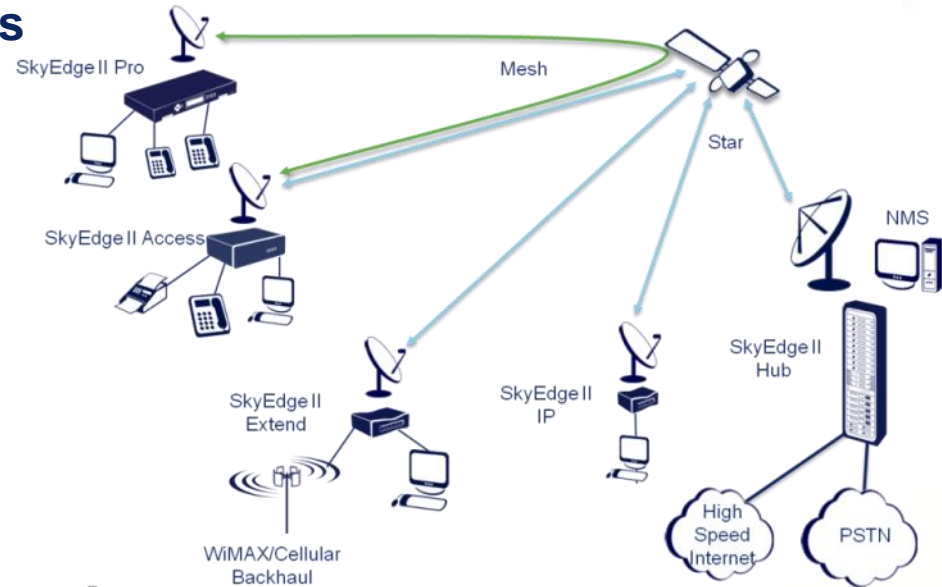 s
SkyEdge II Pro
Mesh
Star
NMS
SkyEdge II Access
SkyEdge II
Hub
SkyEdge II
IP
SkyEdge II
Extend
High
Speed
Internet
PSTN
WiMAX/Cellular
Backhaul